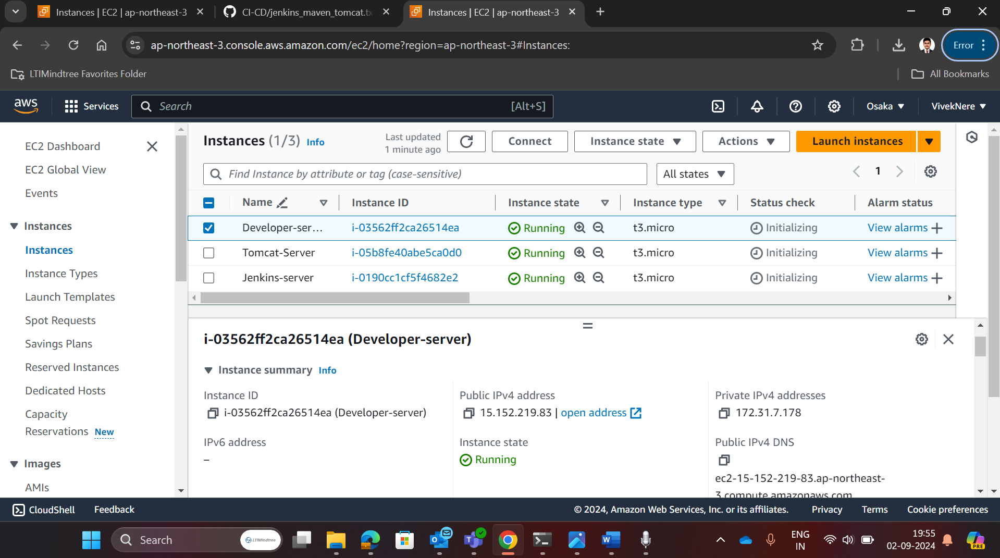 Instances | EC2 | ap-northeast-3
CI-CD/jenkins_maven_tomcat.tx
Instances | EC2 | ap-northeast-3
ap-northeast-3.console.aws.amazon.com/ec2/home?region=ap-northeast-3#Instances:
Error
LTIMindtree Favorites Folder
All Bookmarks
aws
Services
Search
[Alt+S]
Osaka
VivekNere
EC2 Dashboard
EC2 Global View
Events
Instances
Instances
Instance Types
Launch Templates
Spot Requests
Savings Plans
Reserved Instances
Dedicated Hosts
Capacity
Reservations New
Images
AMIs
Instances (1/3) Info
Last updated
1 minute ago
Connect
Instance state
Actions
Launch instances
Find Instance by attribute or tag (case-sensitive)
All states
1
Name Instance ID Instance state Instance type Status check Alarm status
Developer-ser... i-03562ff2ca26514ea Running t3.micro Initializing View alarms
Tomcat-Server i-05b8fe40abe5ca0d0 Running t3.micro Initializing View alarms
Jenkins-server i-0190cc1cf5f4682e2 Running t3.micro Initializing View alarms
i-03562ff2ca26514ea (Developer-server)
Instance summary Info
Instance ID
i-03562ff2ca26514ea (Developer-server)
Public IPv4 address
15.152.219.83 | open address
Private IPv4 addresses
172.31.7.178
IPv6 address
–
Instance state
Running
Public IPv4 DNS
ec2-15-152-219-83.ap-northeast-
3.compute.amazonaws.com
CloudShell
Feedback
© 2024, Amazon Web Services, Inc. or its affiliates.
Privacy
Terms
Cookie preferences
Search
LTIMindtree
ENG
IN
19:55
02-09-2024
PRE